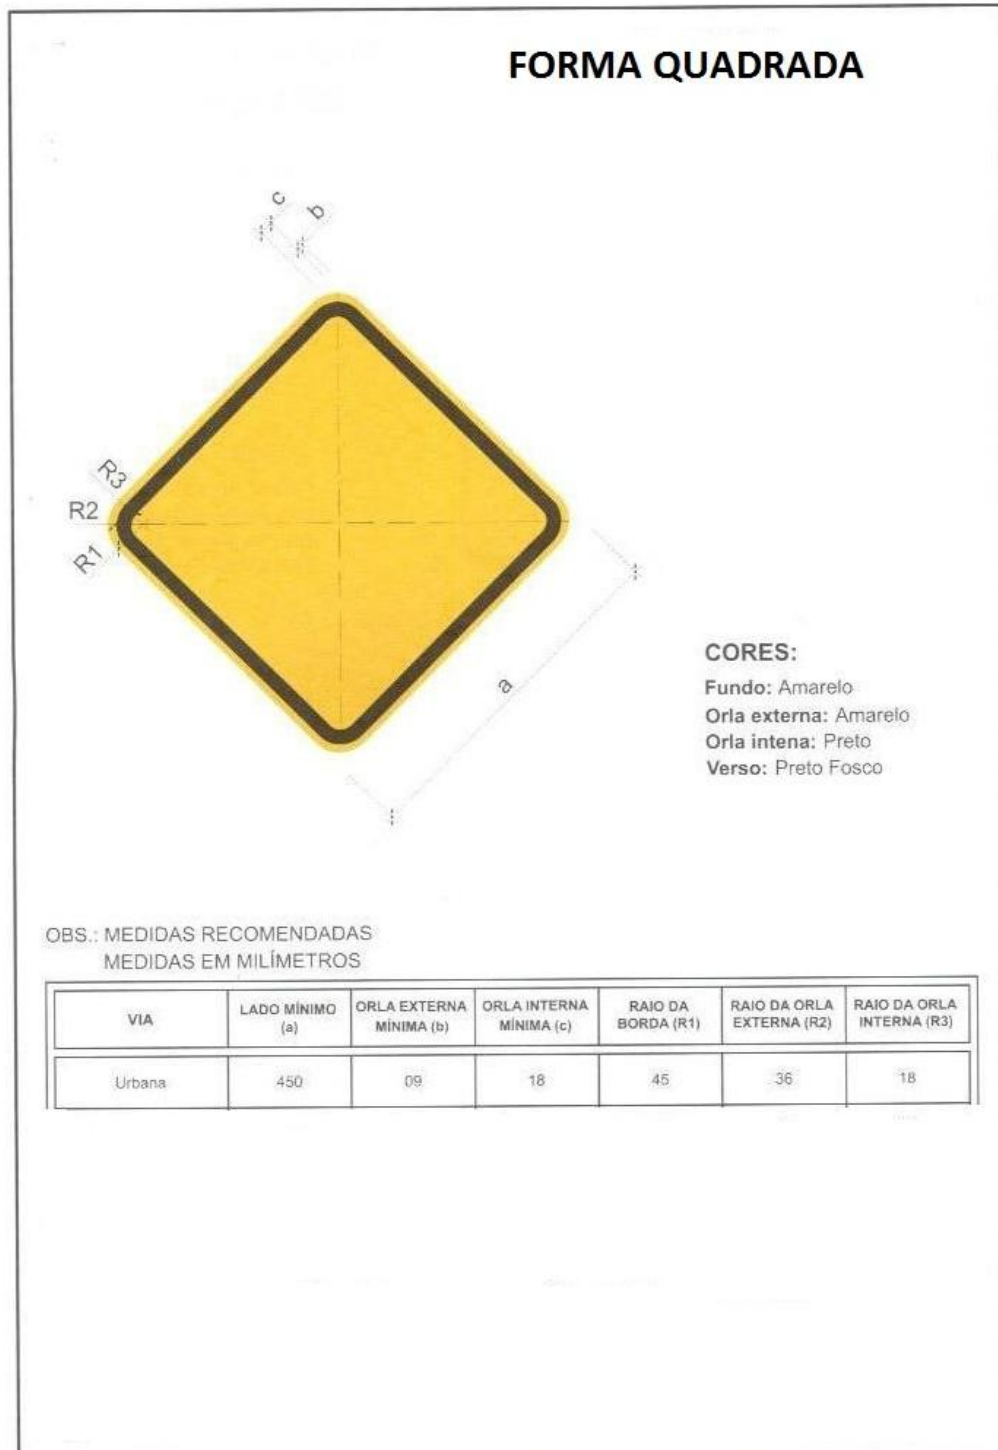 FORMA QUADRADA
c
b
R3
R2
R1
a
CORES:
Fundo: Amarelo
Orla externa: Amarelo
Orla intena: Preto
Verso: Preto Fosco
OBS.: MEDIDAS RECOMENDADAS
MEDIDAS EM MILÍMETROS
VIA
LADO MÍNIMO
(a)
ORLA EXTERNA
MÍNIMA (b)
ORLA INTERNA
MÍNIMA (c)
RAIO DA
BORDA (R1)
RAIO DA ORLA
EXTERNA (R2)
RAIO DA ORLA
INTERNA (R3)
Urbana 450 09 18 45 36 18